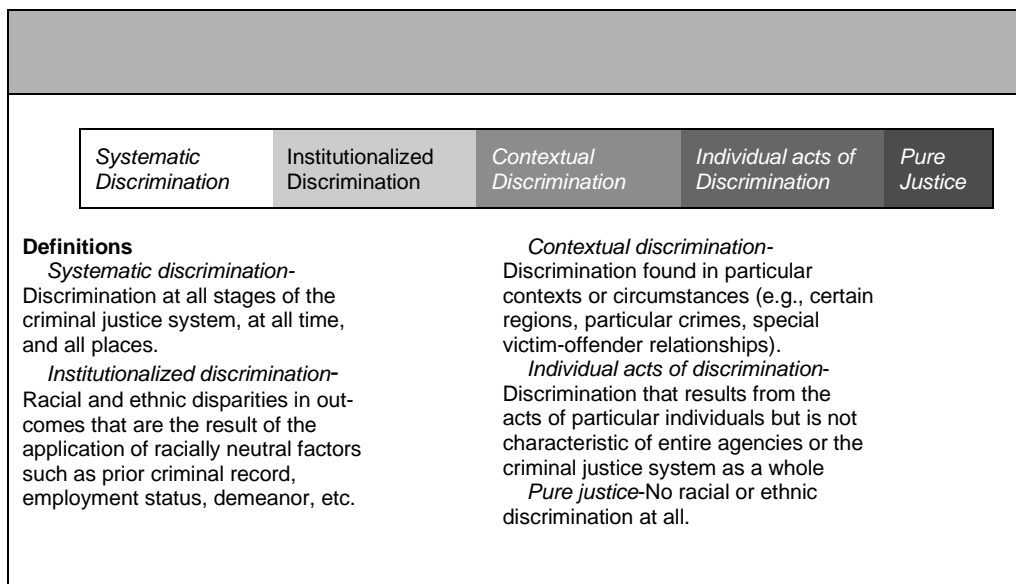 Systematic
Discrimination
Institutionalized
Discrimination
Contextual
Discrimination
Individual acts of
Discrimination
Pure
Justice
Definitions
Systematic discrimination-
Discrimination at all stages of the
criminal justice system, at all time,
and all places.
Institutionalized discrimination-
Racial and ethnic disparities in out-
comes that are the result of the
application of racially neutral factors
such as prior criminal record,
employment status, demeanor, etc.
Contextual discrimination-
Discrimination found in particular
contexts or circumstances (e.g., certain
regions, particular crimes, special
victim-offender relationships).
Individual acts of discrimination-
Discrimination that results from the
acts of particular individuals but is not
characteristic of entire agencies or the
criminal justice system as a whole
Pure justice-No racial or ethnic
discrimination at all.